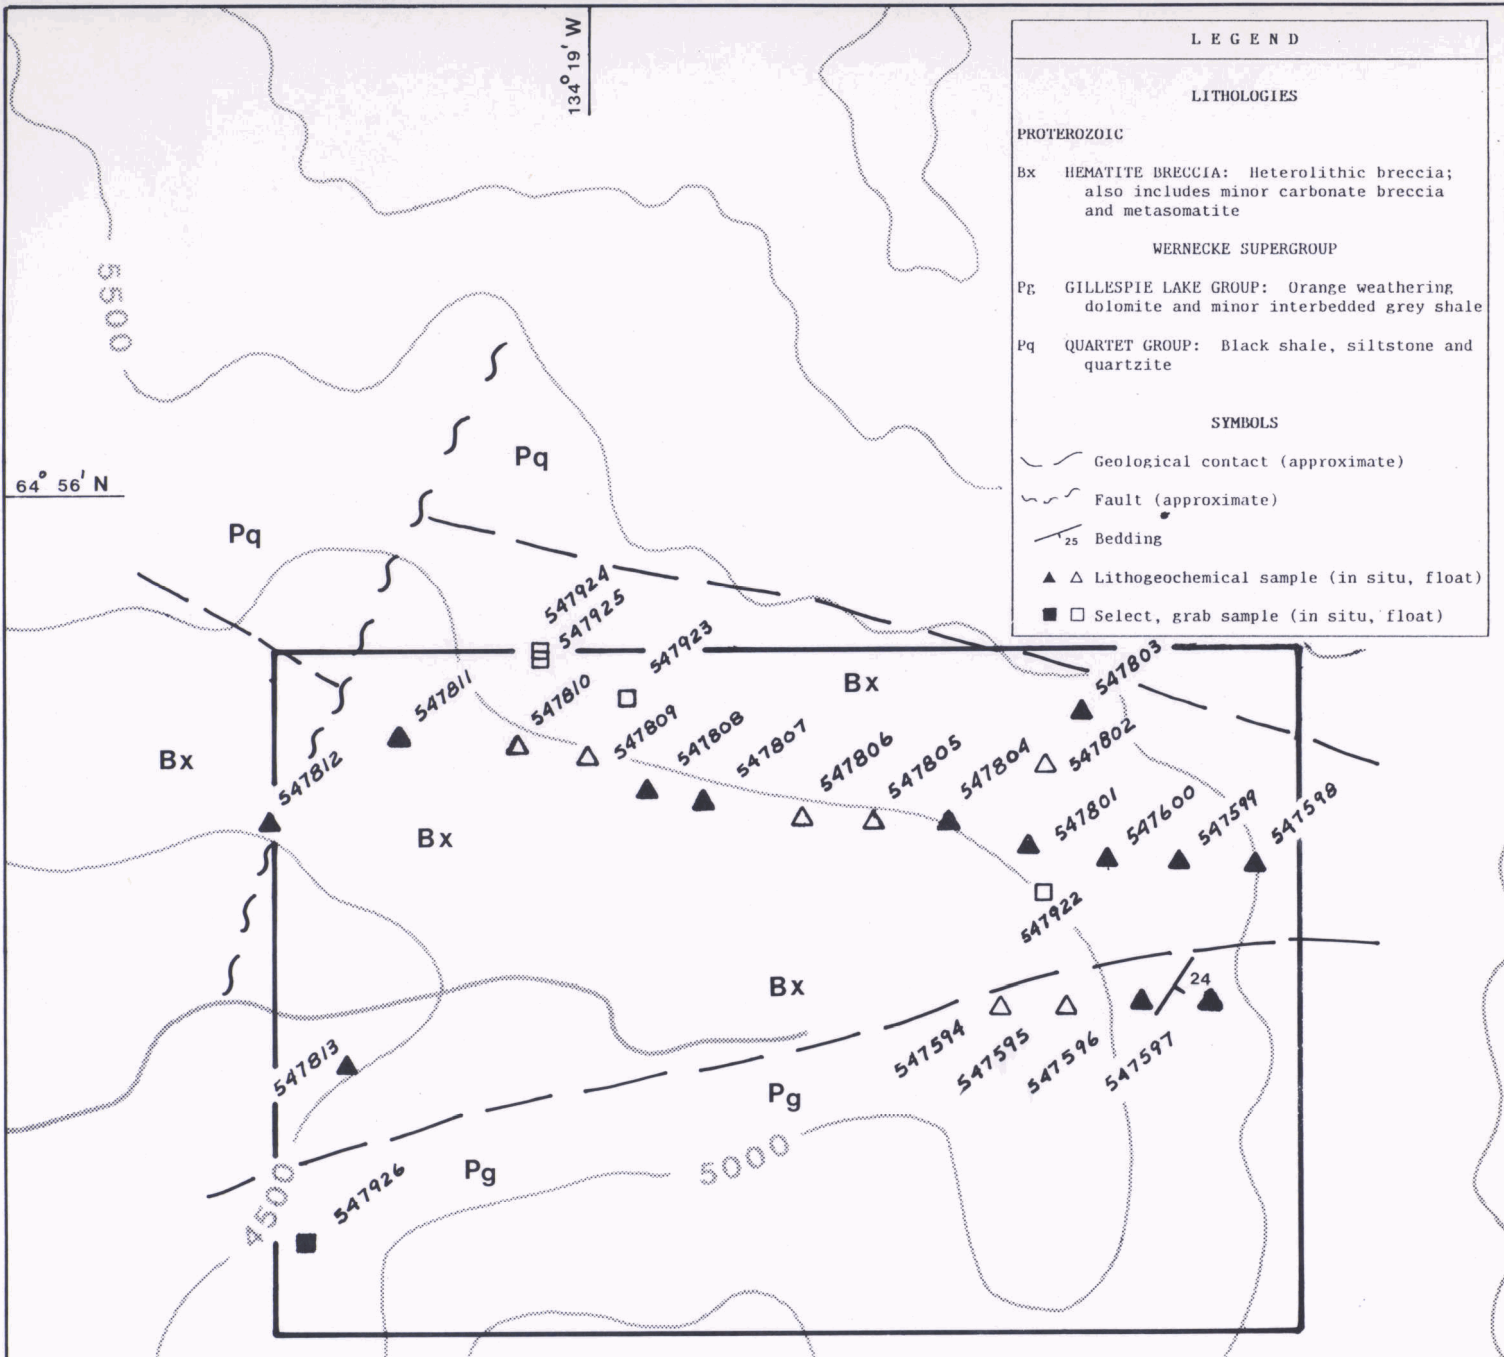 134° 19' W
LEGEND
LITHOLOGIES
PROTEROZOIC
Bx HEMATITE BRECCIA: Heterolithic breccia;
also includes minor carbonate breccia
and metasomatite
WERNECKE SUPERGROUP
Pg GILLESPIE LAKE GROUP: Orange weathering
dolomite and minor interbedded grey shale
Pq QUARTET GROUP: Black shale, siltstone and
quartzite
SYMBOLS
Geological contact (approximate)
Fault (approximate)
25 Bedding
▲ △ Lithogeochemical sample (in situ, float)
■ □ Select, grab sample (in situ, float)
5500
Pq
64° 56' N
Pq
547924
547925
547923
547803
Bx
547811
547810
547809
547808
547807
547806
547805
547804
547802
Bx
547812
547801
547600
547599
547598
Bx
547922
Bx
24
547594
547595
547596
547597
547813
Pg
5000
Pg
547926
4500